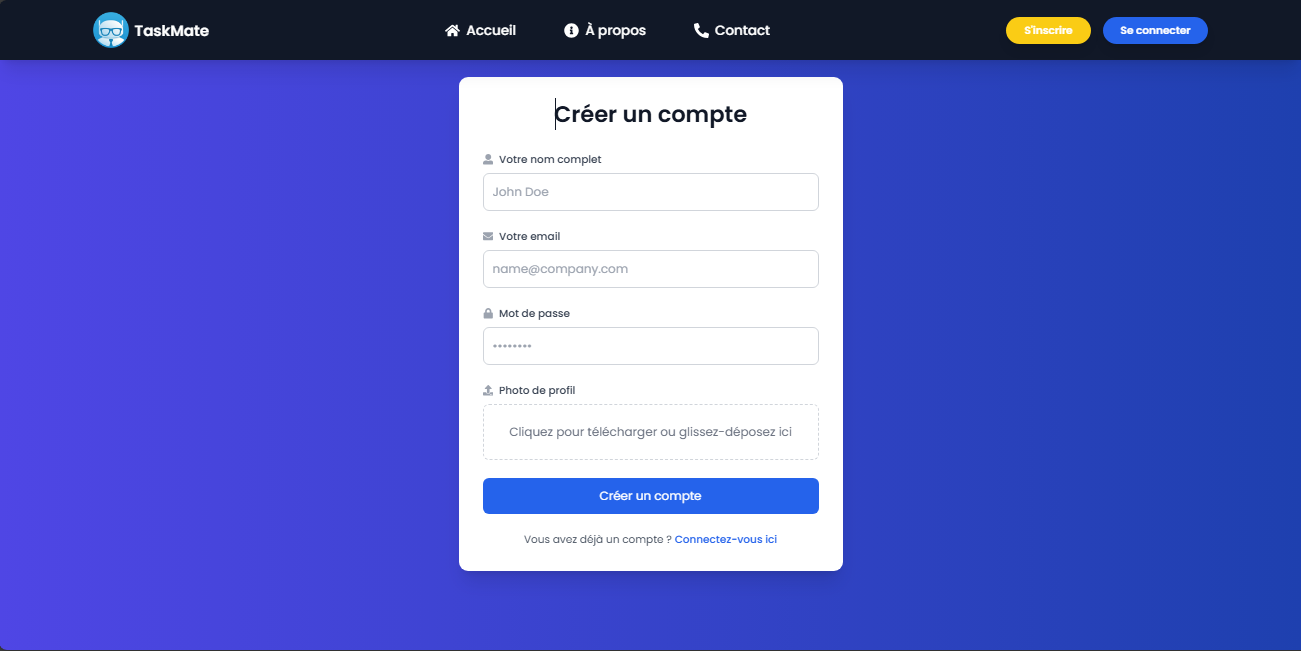 TaskMate Accueil À propos Contact S'inscrire Se connecter
Créer un compte
Votre nom complet
John Doe
Votre email
name@company.com
Mot de passe
••••••••
Photo de profil
Cliquez pour télécharger ou glissez-déposez ici
Créer un compte
Vous avez déjà un compte ? Connectez-vous ici